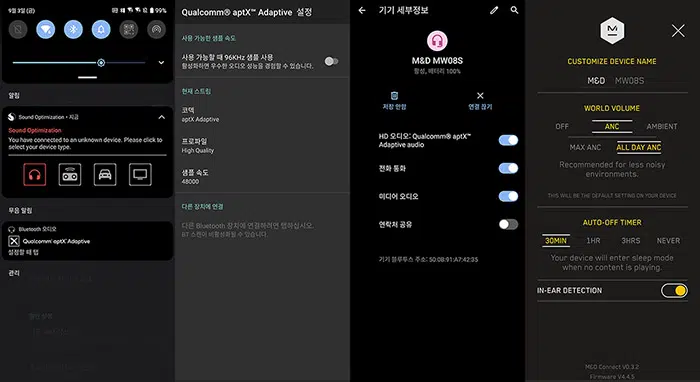 9월 3일 (금)
99%
알림
Sound Optimization • 지금
Sound Optimization
You have connected to an unknown device. Please click to
select your device type.
무음 알림
Bluetooth 오디오
Qualcomm aptX Adaptive
설정할 때 탭
관리
Qualcomm® aptX™ Adaptive 설정
사용 가능한 샘플 속도
사용 가능할 때 96KHz 샘플 사용
활성화하면 우수한 오디오 성능을 경험할 수 있습니다.
현재 스트림
코덱
aptX Adaptive
프로파일
High Quality
샘플 속도
48000
다른 장치에 연결
다른 Bluetooth 장치에 연결하려면 탭하십시오.
BT 스캔이 비활성화될 수 있습니다.
기기 세부정보
M&D MW08S
활성, 배터리 100%
저장 안함
연결 끊기
HD 오디오: Qualcomm® aptX™
Adaptive audio
전화 통화
미디어 오디오
연락처 공유
기기 블루투스 주소: 50:0B:91:A7:42:35
M
CUSTOMIZE DEVICE NAME
M&D MW08S
WORLD VOLUME
OFF ANC AMBIENT
MAX ANC ALL DAY ANC
Recommended for less noisy
environments.
THIS WILL BE THE DEFAULT SETTING ON YOUR DEVICE
AUTO-OFF TIMER
30MIN 1HR 3HRS NEVER
Your device will enter sleep mode
when no content is playing.
IN-EAR DETECTION
M&D Connect V0.3.2
Firmware V4.4.5